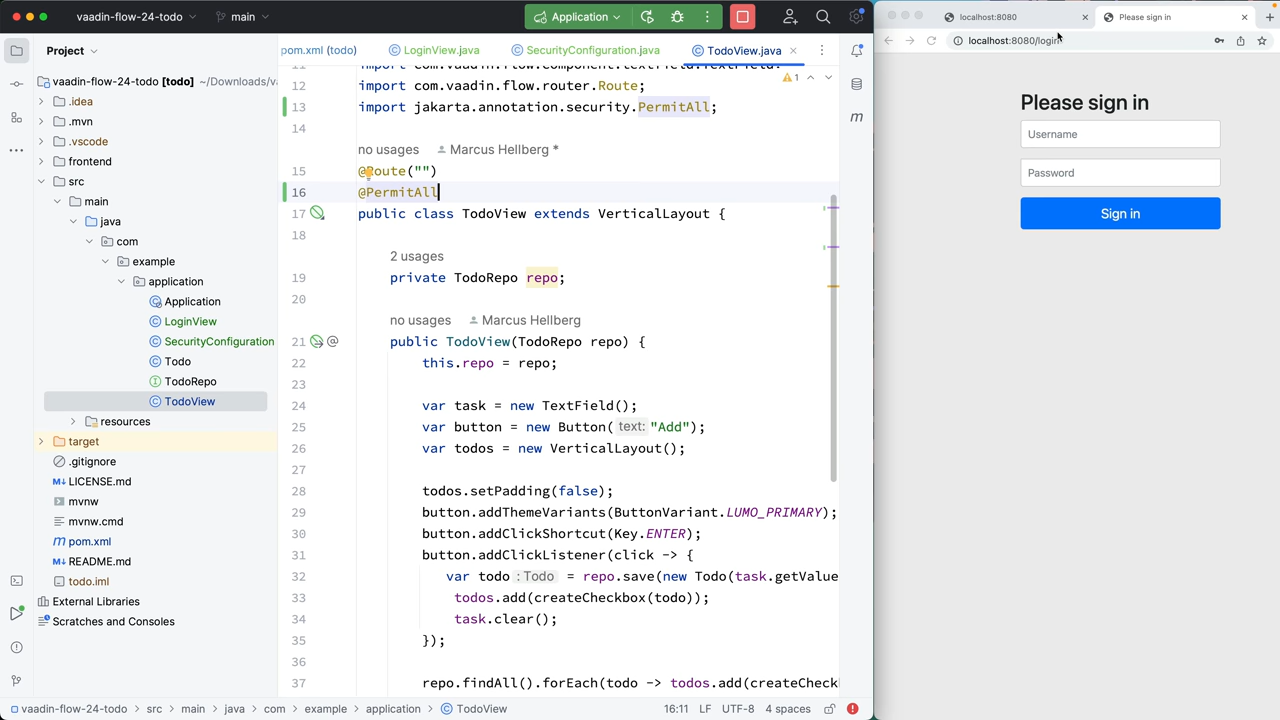 vaadin-flow-24-todo
main
Application
Project
pom.xml (todo)
LoginView.java
SecurityConfiguration.java
TodoView.java
vaadin-flow-24-todo [todo] ~/Downloads/va
.idea
.mvn
.vscode
frontend
src
main
java
com
example
application
Application
LoginView
SecurityConfiguration
Todo
TodoRepo
TodoView
resources
target
.gitignore
LICENSE.md
mvnw
mvnw.cmd
pom.xml
README.md
todo.iml
External Libraries
Scratches and Consoles
1
12 import com.vaadin.flow.router.Route;
13 import jakarta.annotation.security.PermitAll;
14
no usages Marcus Hellberg *
15 @Route("")
16 @PermitAll
17 public class TodoView extends VerticalLayout {
18
2 usages
19 private TodoRepo repo;
20
no usages Marcus Hellberg
21 @ public TodoView(TodoRepo repo) {
22 this.repo = repo;
23
24 var task = new TextField();
25 var button = new Button( text: "Add");
26 var todos = new VerticalLayout();
27
28 todos.setPadding(false);
29 button.addThemeVariants(ButtonVariant.LUMO_PRIMARY);
30 button.addClickShortcut(Key.ENTER);
31 button.addClickListener(click -> {
32 var todo : Todo = repo.save(new Todo(task.getValue
33 todos.add(createCheckbox(todo));
34 task.clear();
35 });
36
37 repo.findAll().forEach(todo -> todos.add(createCheck
vaadin-flow-24-todo > src > main > java > com > example > application > TodoView
16:11 LF UTF-8 4 spaces
localhost:8080
Please sign in
localhost:8080/login
Please sign in
Username
Password
Sign in